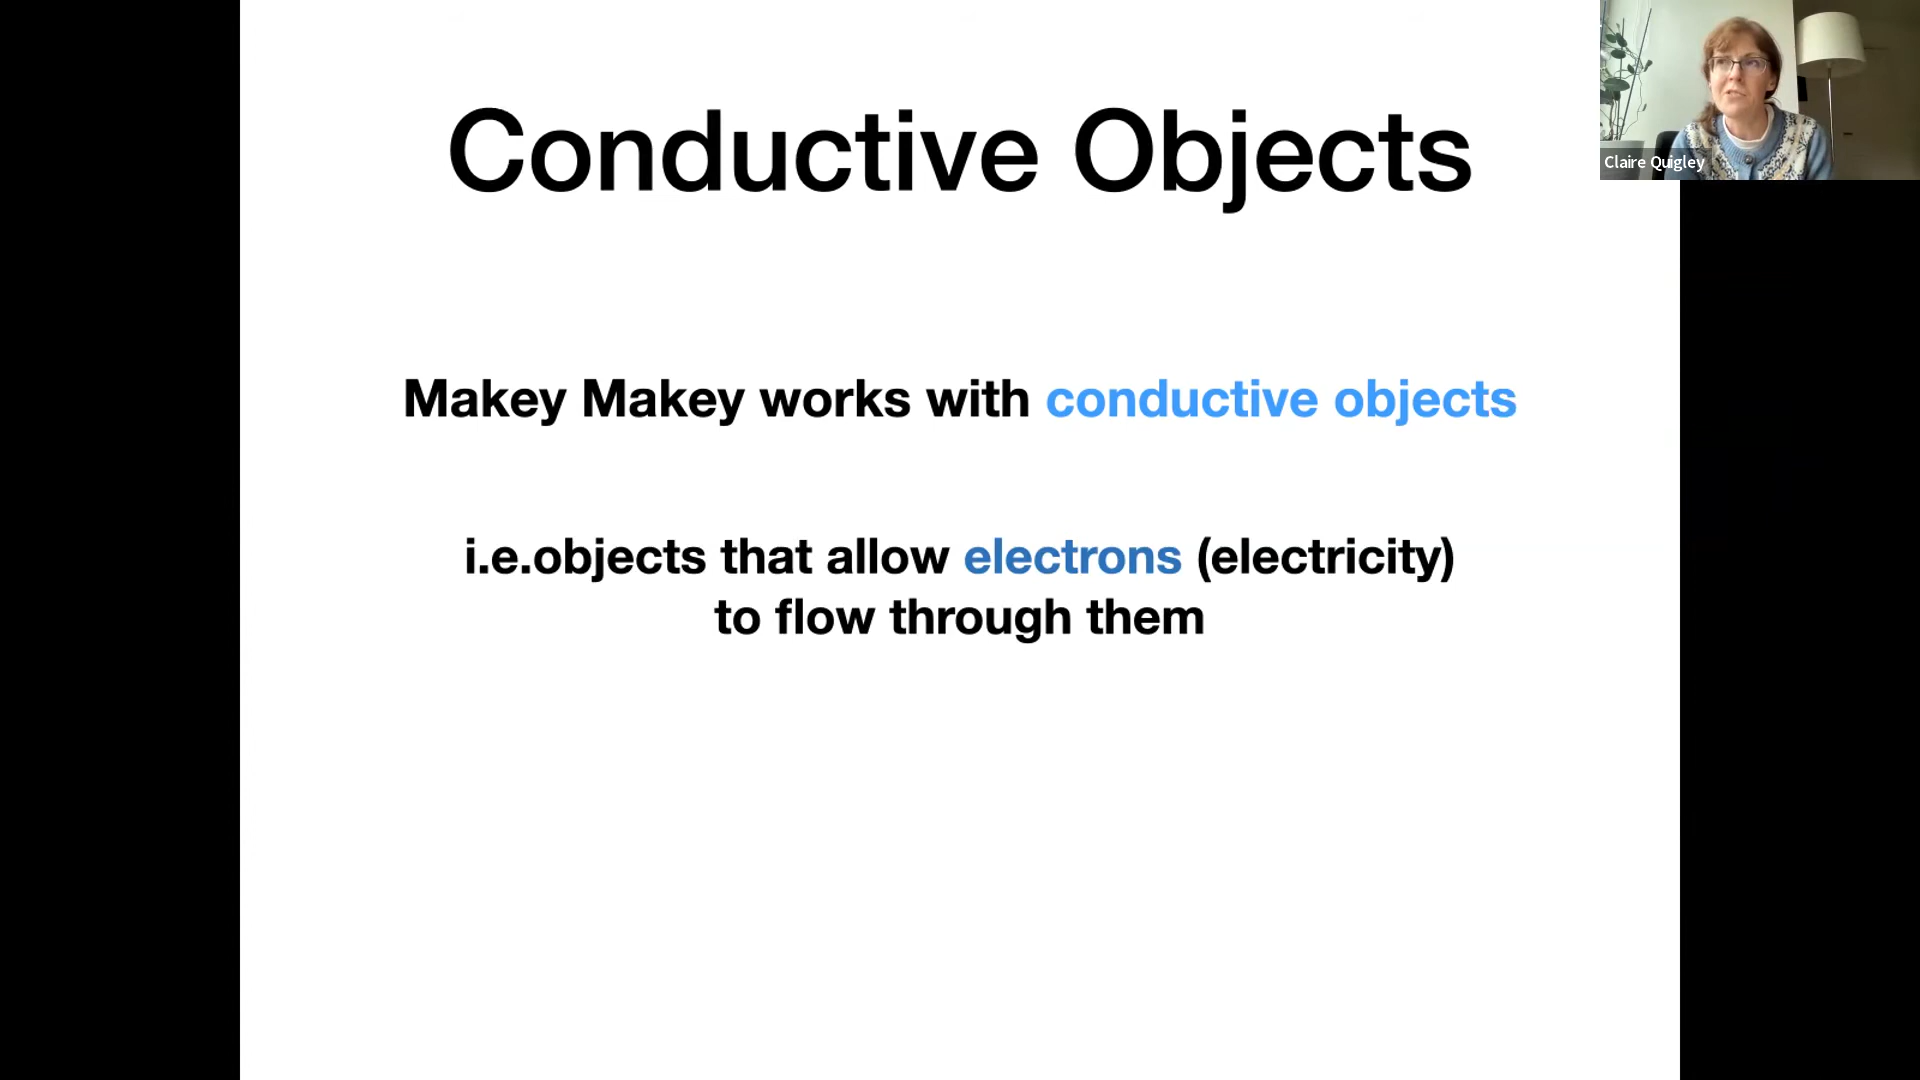 Conductive Objects
Claire Quigley
Makey Makey works with conductive objects
i.e.objects that allow electrons (electricity)
to flow through them